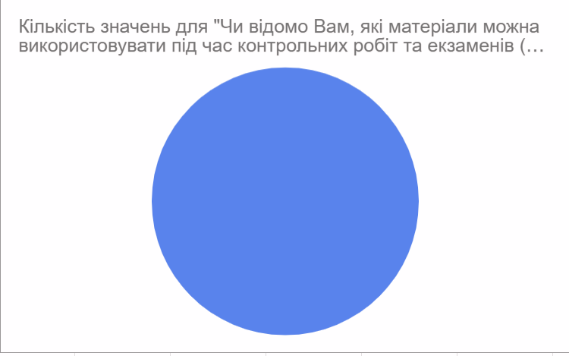 Кількість значень для "Чи відомо Вам, які матеріали можна
використовувати під час контрольних робіт та екзаменів (...